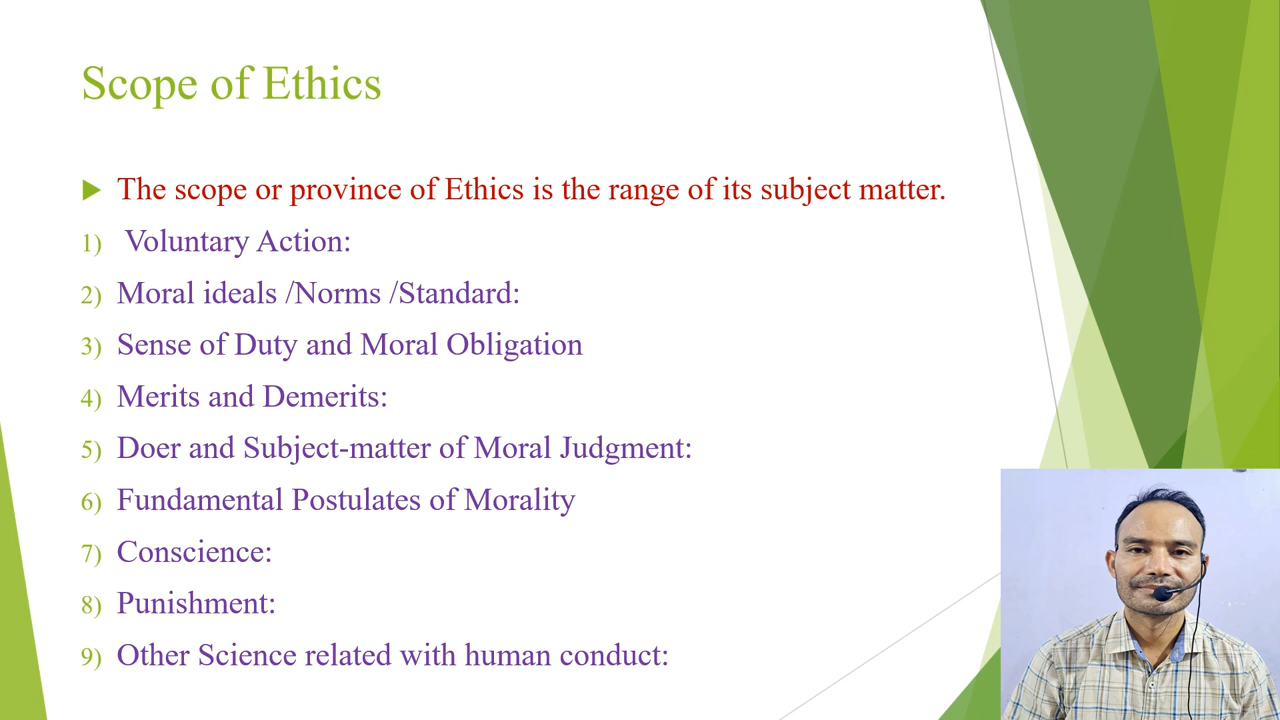 Scope of Ethics
The scope or province of Ethics is the range of its subject matter.
1) Voluntary Action:
2) Moral ideals /Norms /Standard:
3) Sense of Duty and Moral Obligation
4) Merits and Demerits:
5) Doer and Subject-matter of Moral Judgment:
6) Fundamental Postulates of Morality
7) Conscience:
8) Punishment:
9) Other Science related with human conduct: